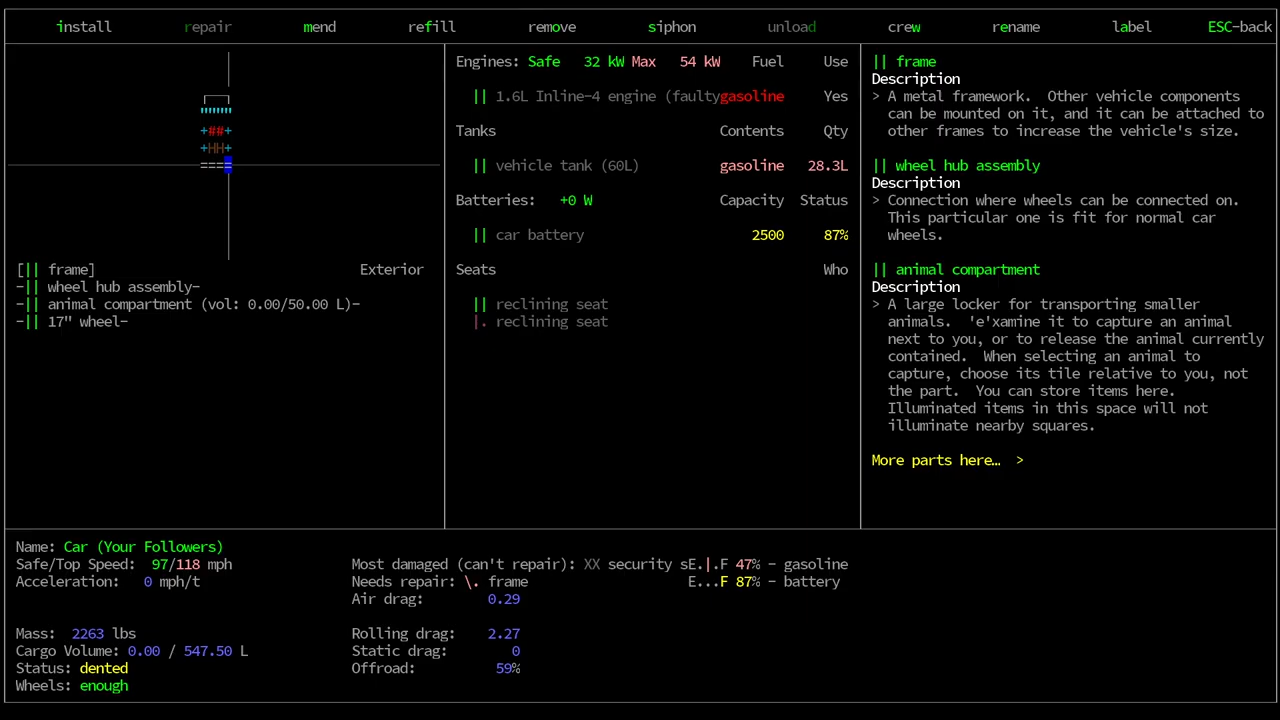 install repair mend refill remove siphon unload crew rename label ESC-back
Engines: Safe 32 kW Max 54 kW Fuel Use
|| 1.6L Inline-4 engine (faultygasoline Yes
Tanks Contents Qty
|| vehicle tank (60L) gasoline 28.3L
Batteries: +0 W Capacity Status
|| car battery 2500 87%
Seats Who
|| reclining seat
|. reclining seat
""""""
+##+
+HH+
====
[|| frame] Exterior
-|| wheel hub assembly-
-|| animal compartment (vol: 0.00/50.00 L)-
-|| 17" wheel-
|| frame
Description
> A metal framework. Other vehicle components
can be mounted on it, and it can be attached to
other frames to increase the vehicle's size.
|| wheel hub assembly
Description
> Connection where wheels can be connected on.
This particular one is fit for normal car
wheels.
|| animal compartment
Description
> A large locker for transporting smaller
animals. 'e'xamine it to capture an animal
next to you, or to release the animal currently
contained. When selecting an animal to
capture, choose its tile relative to you, not
the part. You can store items here.
Illuminated items in this space will not
illuminate nearby squares.
More parts here… >
Name: Car (Your Followers)
Safe/Top Speed: 97/118 mph Most damaged (can't repair): XX security sE.|.F 47% - gasoline
Acceleration: 0 mph/t Needs repair: \. frame E...F 87% - battery
Air drag: 0.29
Mass: 2263 lbs Rolling drag: 2.27
Cargo Volume: 0.00 / 547.50 L Static drag: 0
Status: dented Offroad: 59%
Wheels: enough